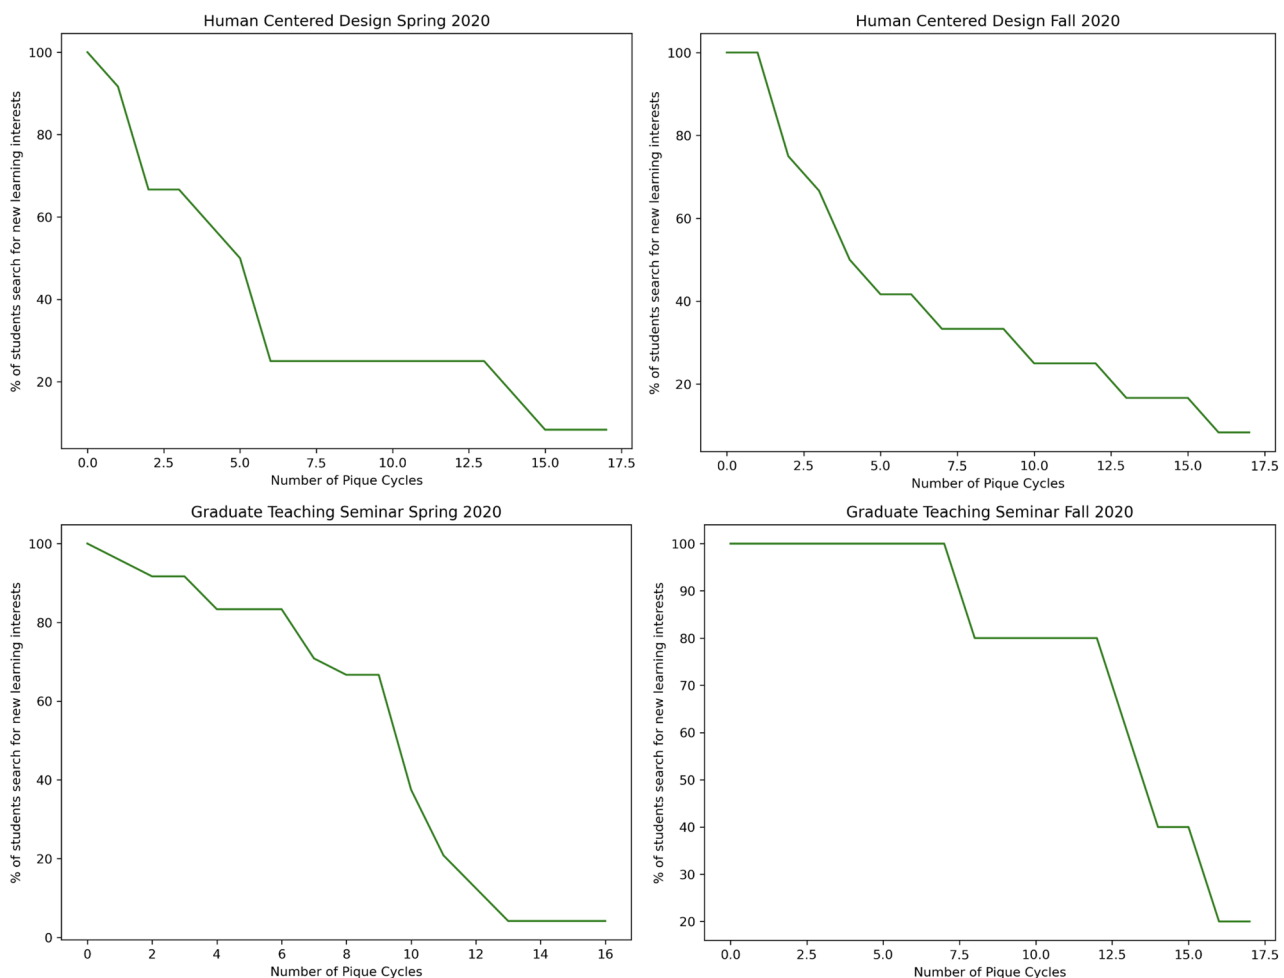 Human Centered Design Spring 2020
% of students search for new learning interests
100
80
60
40
20
0.0 2.5 5.0 7.5 10.0 12.5 15.0 17.5
Number of Pique Cycles
Human Centered Design Fall 2020
% of students search for new learning interests
100
80
60
40
20
0.0 2.5 5.0 7.5 10.0 12.5 15.0 17.5
Number of Pique Cycles
Graduate Teaching Seminar Spring 2020
% of students search for new learning interests
100
80
60
40
20
0
0 2 4 6 8 10 12 14 16
Number of Pique Cycles
Graduate Teaching Seminar Fall 2020
% of students search for new learning interests
100
90
80
70
60
50
40
30
20
0.0 2.5 5.0 7.5 10.0 12.5 15.0 17.5
Number of Pique Cycles